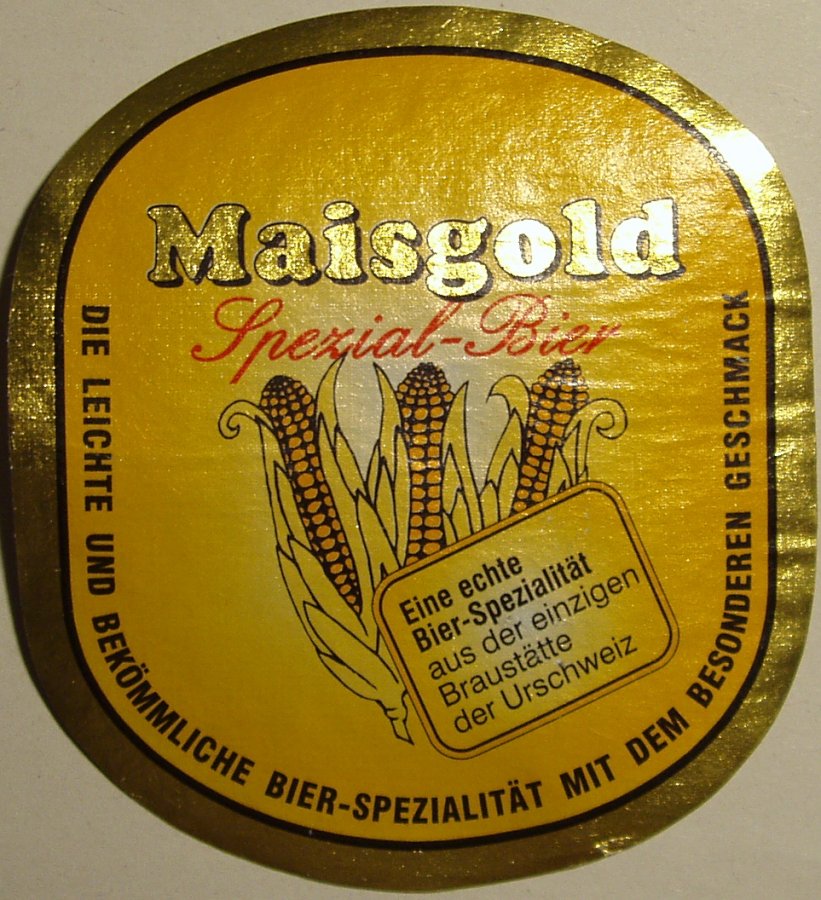 Maisgold
Spezial-Bier
Eine echte
Bier-Spezialität
aus der einzigen
Braustätte
der Urschweiz
DIE LEICHTE UND BEKÖMMLICHE BIER-SPEZIALITÄT MIT DEM BESONDEREN GESCHMACK